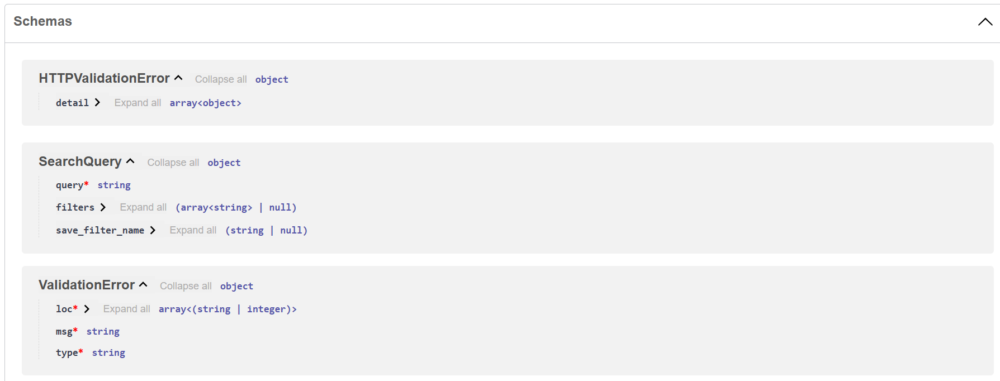 Schemas
HTTPValidationError Collapse all object
detail Expand all array<object>
SearchQuery Collapse all object
query* string
filters Expand all (array<string> | null)
save_filter_name Expand all (string | null)
ValidationError Collapse all object
loc* Expand all array<(string | integer)>
msg* string
type* string